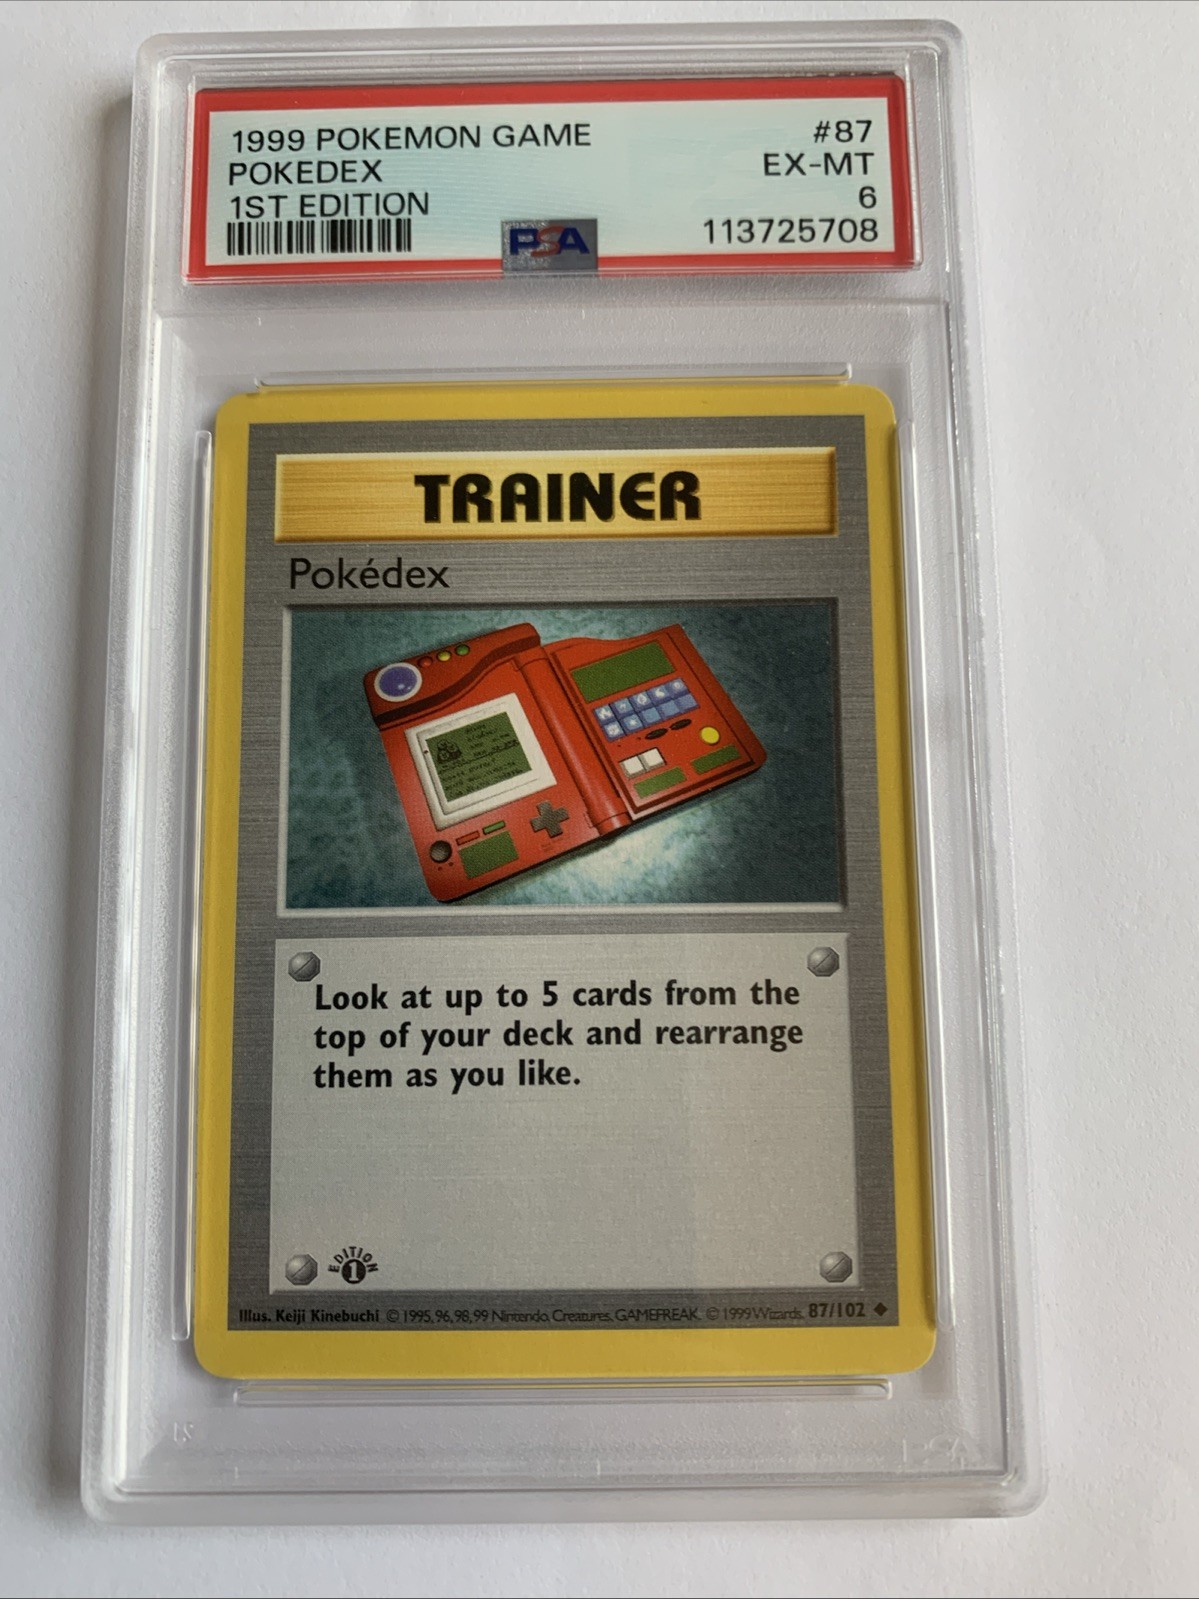 1999 POKEMON GAME #87
POKEDEX EX-MT
1ST EDITION 6
PSA 113725708
TRAINER
Pokédex
Look at up to 5 cards from the
top of your deck and rearrange
them as you like.
EDITION
1
Illus. Keiji Kinebuchi © 1995, 96, 98, 99 Nintendo, Creatures, GAMEFREAK. © 1999 Wizards. 87/102
PSA